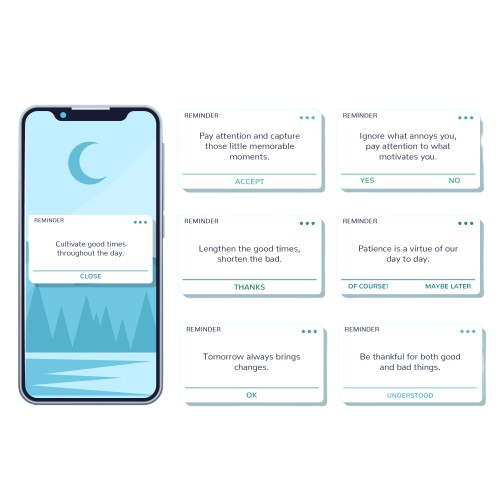 REMINDER
Cultivate good times
throughout the day.
CLOSE
REMINDER
Pay attention and capture
those little memorable
moments.
ACCEPT
REMINDER
Ignore what annoys you,
pay attention to what
motivates you.
YES NO
REMINDER
Lengthen the good times,
shorten the bad.
THANKS
REMINDER
Patience is a virtue of our
day to day.
OF COURSE! MAYBE LATER
REMINDER
Tomorrow always brings
changes.
OK
REMINDER
Be thankful for both good
and bad things.
UNDERSTOOD